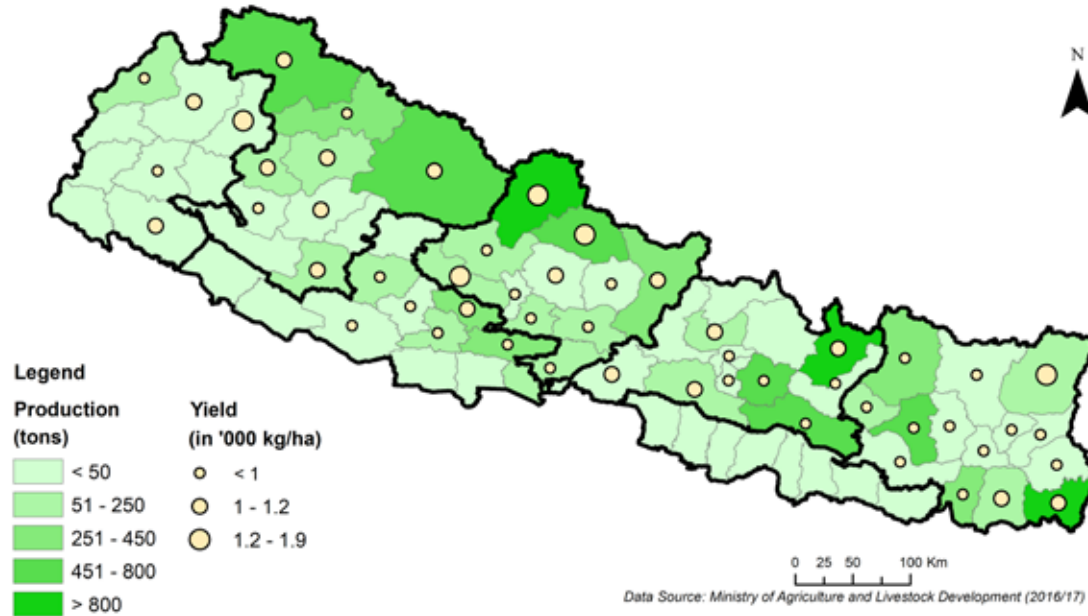 N
Legend
Production
(tons)
< 50
51 - 250
251 - 450
451 - 800
> 800
Yield
(in '000 kg/ha)
< 1
1 - 1.2
1.2 - 1.9
0 25 50 100 Km
Data Source: Ministry of Agriculture and Livestock Development (2016/17)